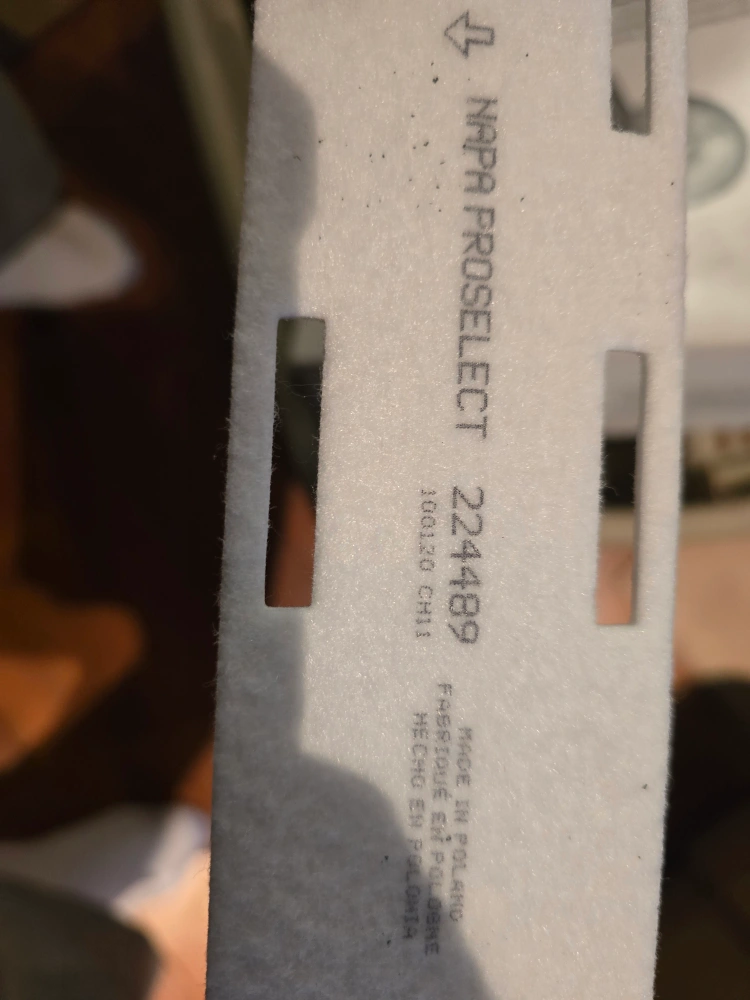 NAPA PROSELECT 224489
100120 CH11
MADE IN POLAND
FABRIQUÉ EN POLOGNE
HECHO EN POLONIA